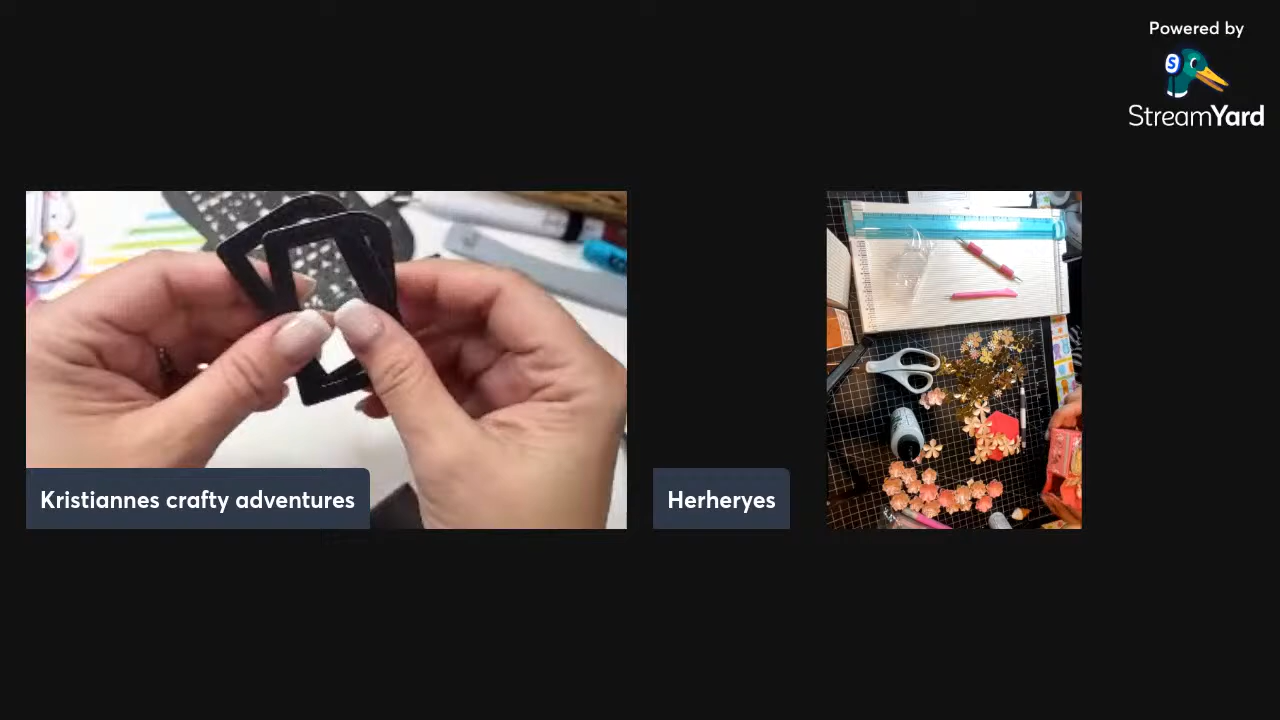 Powered by
S
StreamYard
Kristiannes crafty adventures
Herheryes